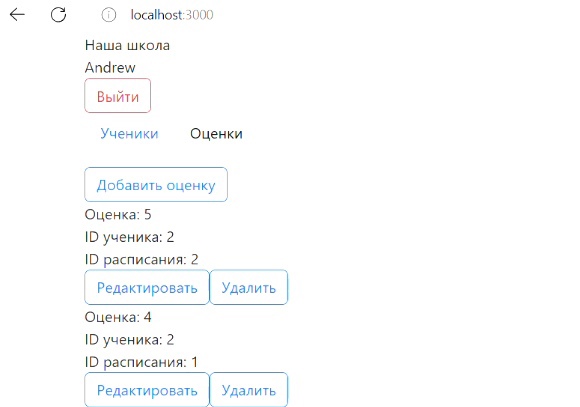 localhost:3000
Наша школа
Andrew
Выйти
Ученики Оценки
Добавить оценку
Оценка: 5
ID ученика: 2
ID расписания: 2
Редактировать Удалить
Оценка: 4
ID ученика: 2
ID расписания: 1
Редактировать Удалить